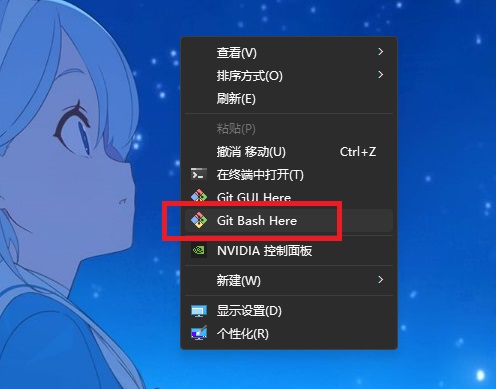 查看(V)
排序方式(O)
刷新(E)
粘贴(P)
撤消 移动(U) Ctrl+Z
在终端中打开(T)
Git GUI Here
Git Bash Here
NVIDIA 控制面板
新建(W)
显示设置(D)
个性化(R)